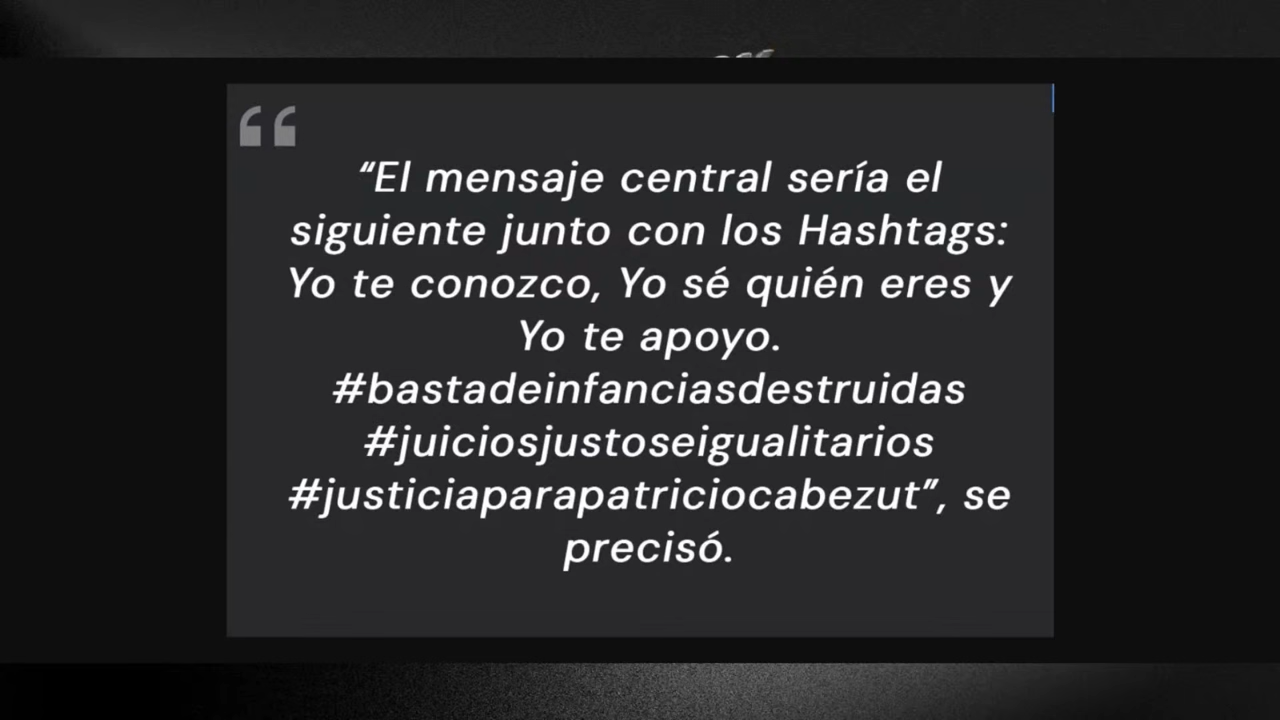 “El mensaje central sería el
siguiente junto con los Hashtags:
Yo te conozco, Yo sé quién eres y
Yo te apoyo.
#bastadeinfanciasdestruidas
#juiciosjustoseigualitarios
#justiciaparapatriciocabezut”, se
precisó.